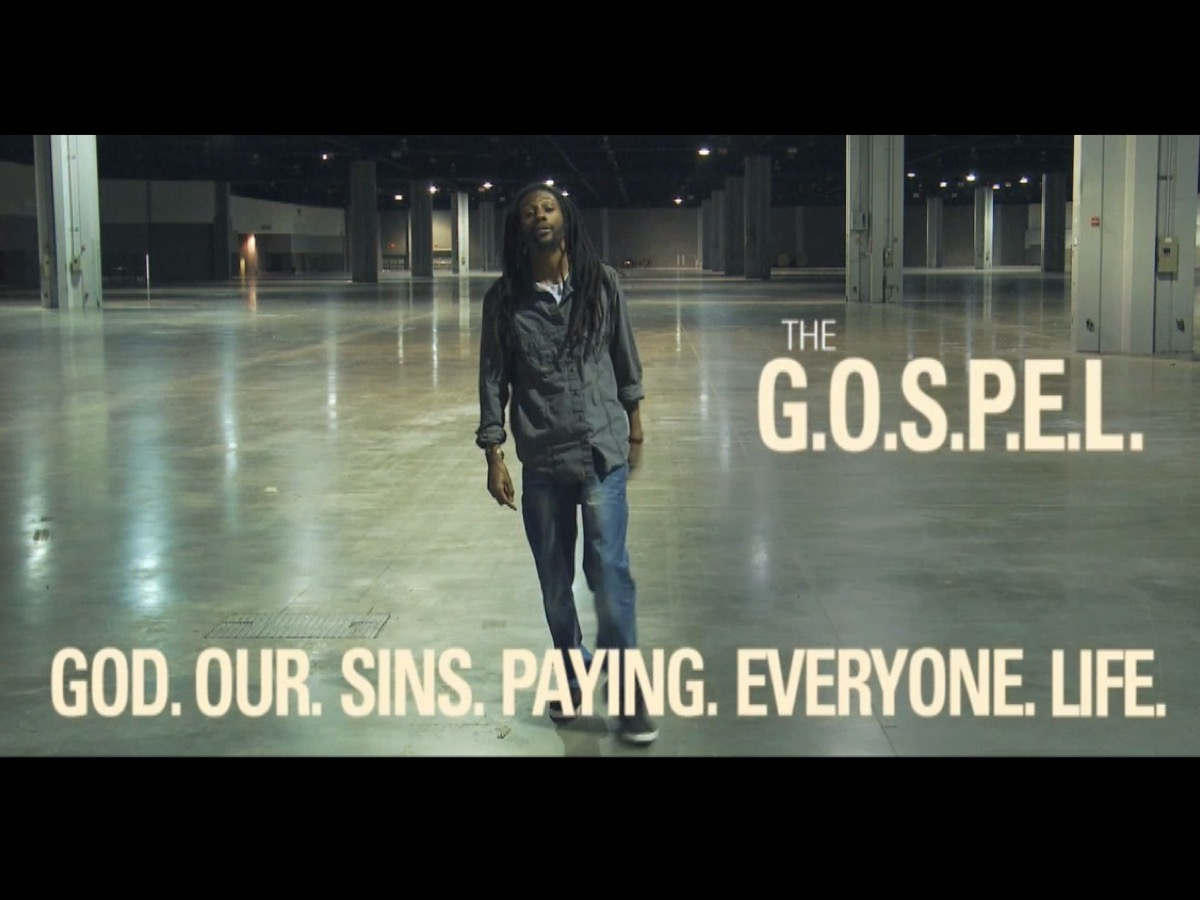 THE
G.O.S.P.E.L.
GOD. OUR. SINS. PAYING. EVERYONE. LIFE.